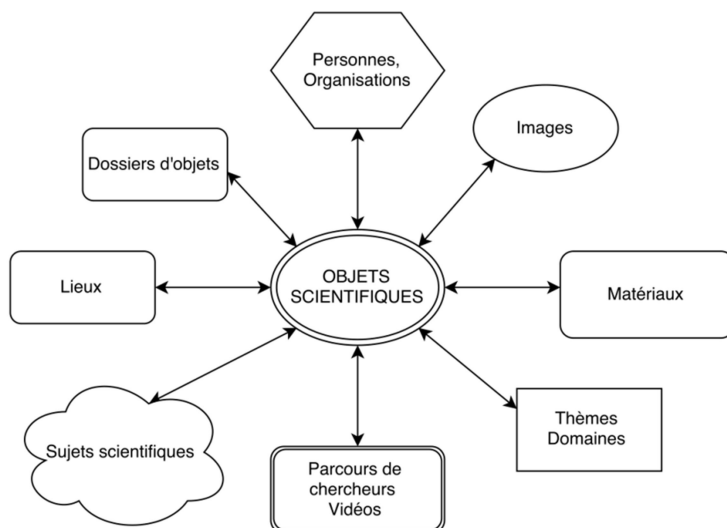 Personnes,
Organisations
Images
Dossiers d'objets
OBJETS
SCIENTIFIQUES
Lieux
Matériaux
Thèmes
Domaines
Sujets scientifiques
Parcours de
chercheurs
Vidéos